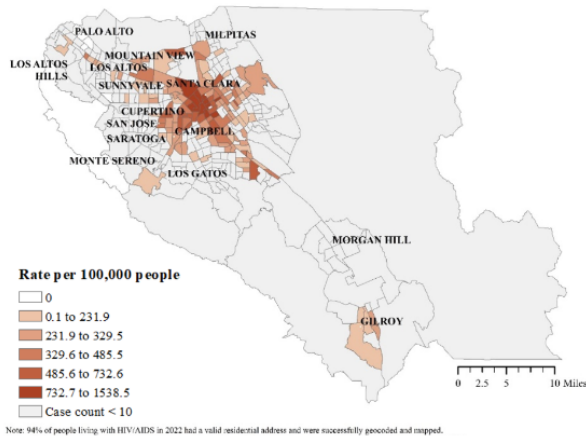 PALO ALTO
MILPITAS
MOUNTAIN VIEW
LOS ALTOS
HILLS
LOS ALTOS
SUNNYVALE
SANTA CLARA
CUPERTINO
SAN JOSE
CAMPBELL
SARATOGA
MONTE SERENO
LOS GATOS
MORGAN HILL
GILROY
Rate per 100,000 people
0
0.1 to 231.9
231.9 to 329.5
329.6 to 485.5
485.6 to 732.6
732.7 to 1538.5
Case count < 10
0 2.5 5 10 Miles
Note: 94% of people living with HIV/AIDS in 2022 had a valid residential address and were successfully geocoded and mapped.